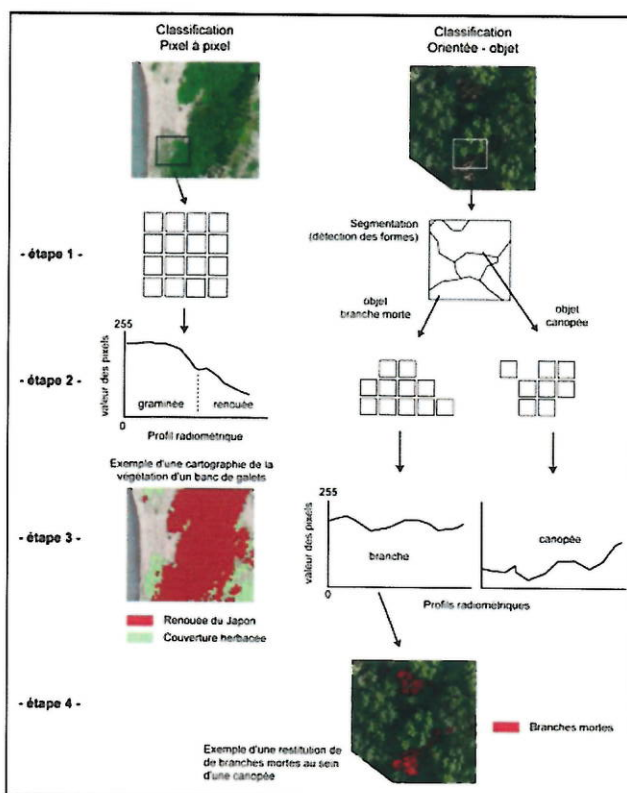 Classification
Pixel à pixel
Classification
Orientée - objet
- étape 1 -
Segmentation
(détection des formes)
objet
branche morte
objet
canopée
- étape 2 -
255
valeur des pixels
graminée
renouée
0
Profil radiométrique
- étape 3 -
Exemple d'une cartographie de la
végétation d'un banc de galets
Renouée du Japon
Couverture herbacée
255
valeur des pixels
branche
0
canopée
Profils radiométriques
- étape 4 -
Exemple d'une restitution de
de branches mortes au sein
d'une canopée
Branches mortes